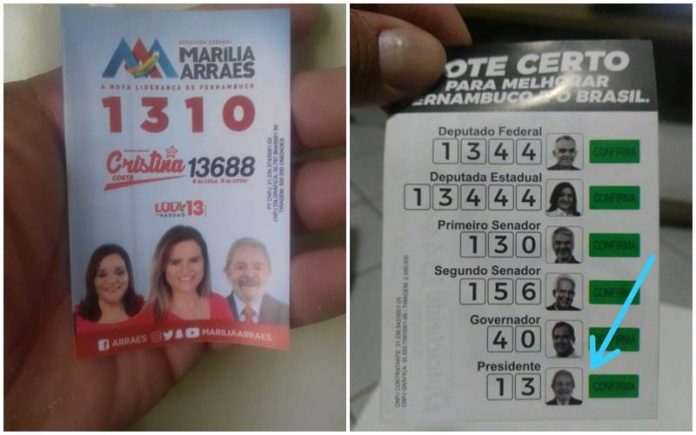 DEPUTADA FEDERAL
MARILIA
ARRAES
A NOVA LIDERANÇA DE PERNAMBUCO
1310
Cristina
COSTA
13688
LULA 13
HADDAD
ARRAES
MARILIAARRAES
OTE CERTO
PARA MELHORAR
ERNAMBUCO E O BRASIL.
Deputado Federal
1 3 4 4
CONFIRMA
Deputada Estadual
1 3 4 4 4
CONFIRMA
Primeiro Senador
1 3 0
CONFIRMA
Segundo Senador
1 5 6
CONFIRMA
Governador
4 0
CONFIRMA
Presidente
1 3
CONFIRMA